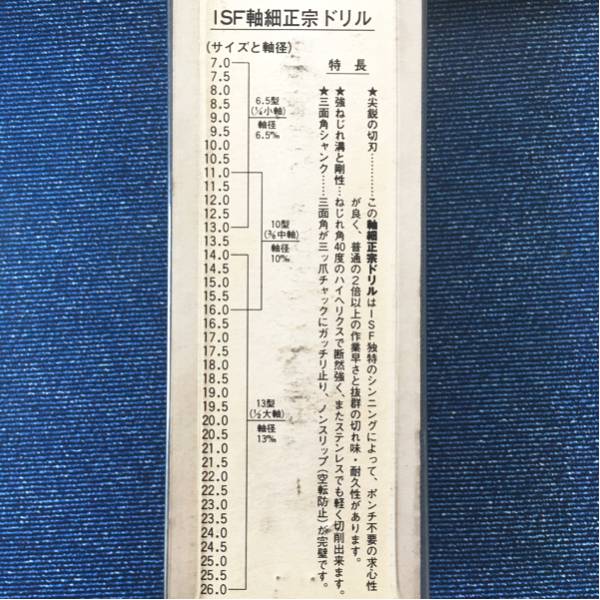 ISF軸細正宗ドリル
(サイズと軸径)
7.0
7.5
8.0
8.5
9.0
9.5
10.0
10.5
11.0
11.5
12.0
12.5
13.0
13.5
14.0
14.5
15.0
15.5
16.0
16.5
17.0
17.5
18.0
18.5
19.0
19.5
20.0
20.5
21.0
21.5
22.0
22.5
23.0
23.5
24.0
24.5
25.0
25.5
26.0
6.5型
(¼小軸)
軸径
6.5㎜
10型
(⅜中軸)
軸径
10㎜
13型
(½大軸)
軸径
13㎜
特長
★尖鋭の切刃…………この軸細正宗ドリルはISF独特のシンニングによって、ポンチ不要の求心性
が良く、普通の2倍以上の作業早さと抜群の切れ味・耐久性があります。
★強ねじれ溝と剛性…ねじれ角40度のハイヘリクスで断然強く、またステンレスでも軽く切削出来ます。
★三面角シャンク……三面角が三ッ爪チャックにガッチリ止り、ノンスリップ(空転防止)が完璧です。